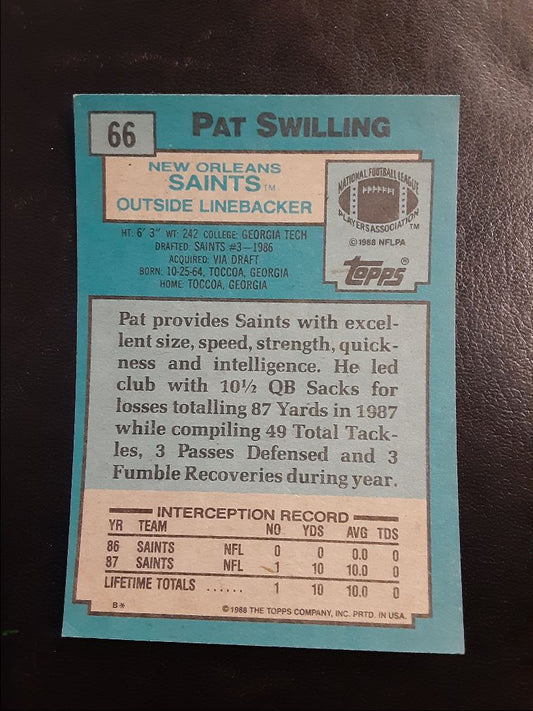 66
PAT SWILLING
NEW ORLEANS
SAINTS TM
OUTSIDE LINEBACKER
NATIONAL FOOTBALL LEAGUE
PLAYERS ASSOCIATION TM
© 1988 NFLPA
topps ®
HT: 6' 3" WT: 242 COLLEGE: GEORGIA TECH
DRAFTED: SAINTS #3—1986
ACQUIRED: VIA DRAFT
BORN: 10-25-64, TOCCOA, GEORGIA
HOME: TOCCOA, GEORGIA
Pat provides Saints with excel-
lent size, speed, strength, quick-
ness and intelligence. He led
club with 10½ QB Sacks for
losses totalling 87 Yards in 1987
while compiling 49 Total Tack-
les, 3 Passes Defensed and 3
Fumble Recoveries during year.
INTERCEPTION RECORD
YR TEAM NO YDS AVG TDS
86 SAINTS NFL 0 0 0.0 0
87 SAINTS NFL 1 10 10.0 0
LIFETIME TOTALS ...... 1 10 10.0 0
B* © 1988 THE TOPPS COMPANY, INC. PRTD. IN USA.